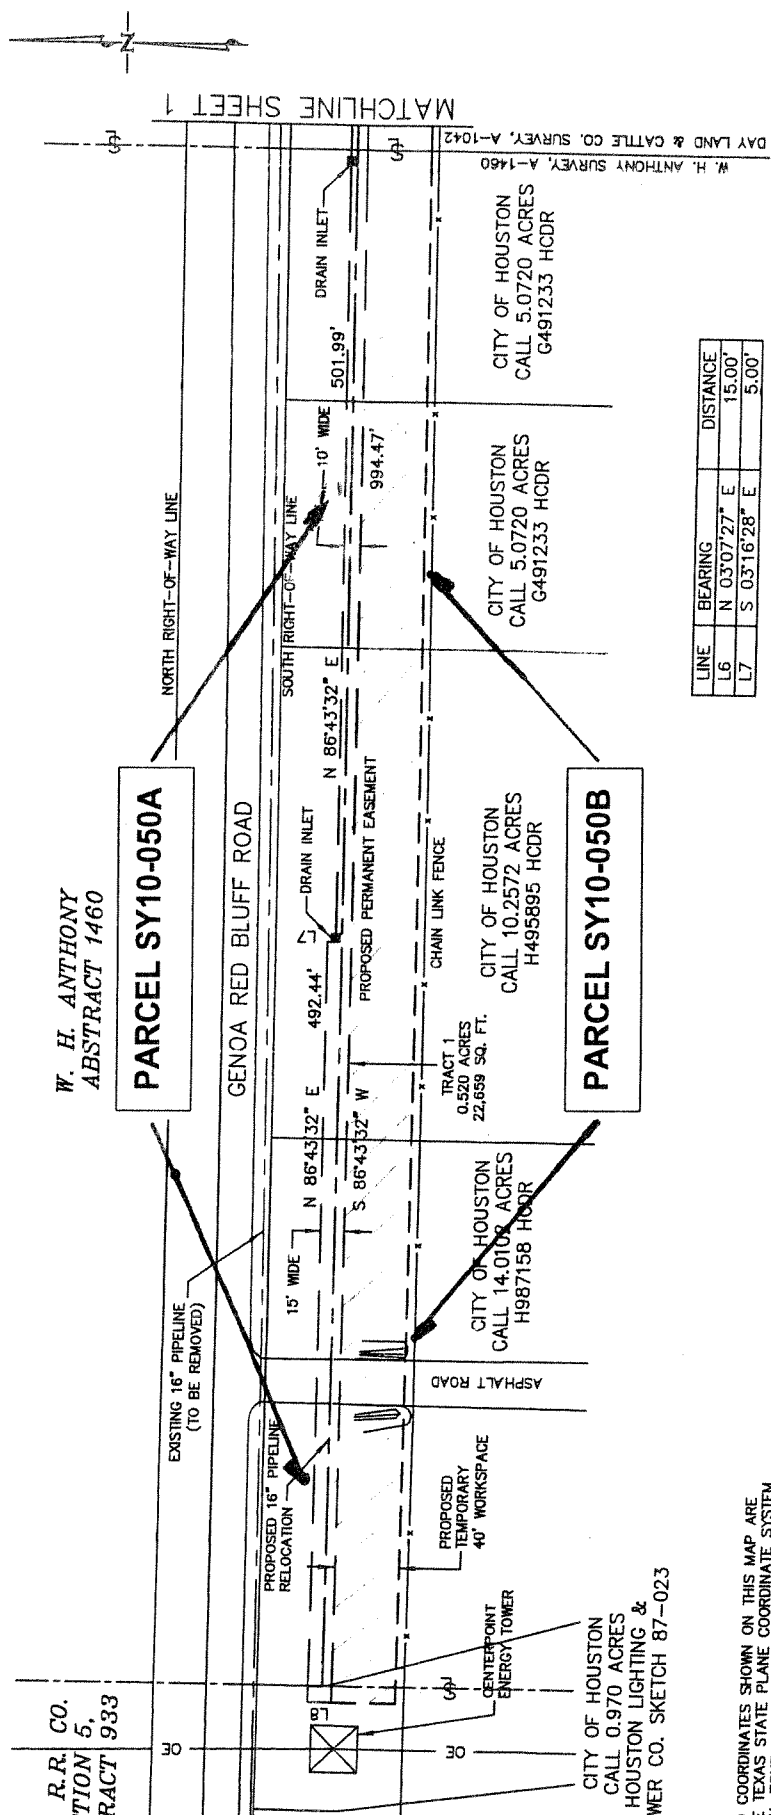 N
MATCHLINE SHEET 1
DAY LAND & CATTLE CO. SURVEY, A-1042
W. H. ANTHONY SURVEY, A-1460
DRAIN INLET
501.99'
10' WIDE
994.47'
CITY OF HOUSTON
CALL 5.0720 ACRES
G491233 HCDR
CITY OF HOUSTON
CALL 5.0720 ACRES
G491233 HCDR
NORTH RIGHT-OF-WAY LINE
SOUTH RIGHT-OF-WAY LINE
N 86°43'32" E
LINE BEARING DISTANCE
L6 N 03°07'27" E 15.00'
L7 S 03°16'28" E 5.00'
W. H. ANTHONY
ABSTRACT 1460
PARCEL SY10-050A
GENOA RED BLUFF ROAD
DRAIN INLET
L7
492.44'
PROPOSED PERMANENT EASEMENT
CHAIN LINK FENCE
CITY OF HOUSTON
CALL 10.2572 ACRES
H495895 HCDR
PARCEL SY10-050B
TRACT 1
0.520 ACRES
22,659 SQ. FT.
N 86°43'32" E
S 86°43'32" W
15' WIDE
EXISTING 16" PIPELINE
(TO BE REMOVED)
CITY OF HOUSTON
CALL 14.0102 ACRES
H987158 HCDR
ASPHALT ROAD
PROPOSED 16" PIPELINE
RELOCATION
PROPOSED
TEMPORARY
40' WORKSPACE
CENTERPOINT
ENERGY TOWER
L8
OE
OE
R.R. CO.
TION 5,
RACT 933
CITY OF HOUSTON
CALL 0.970 ACRES
HOUSTON LIGHTING &
WER CO. SKETCH 87-023
COORDINATES SHOWN ON THIS MAP ARE
TEXAS STATE PLANE COORDINATE SYSTEM